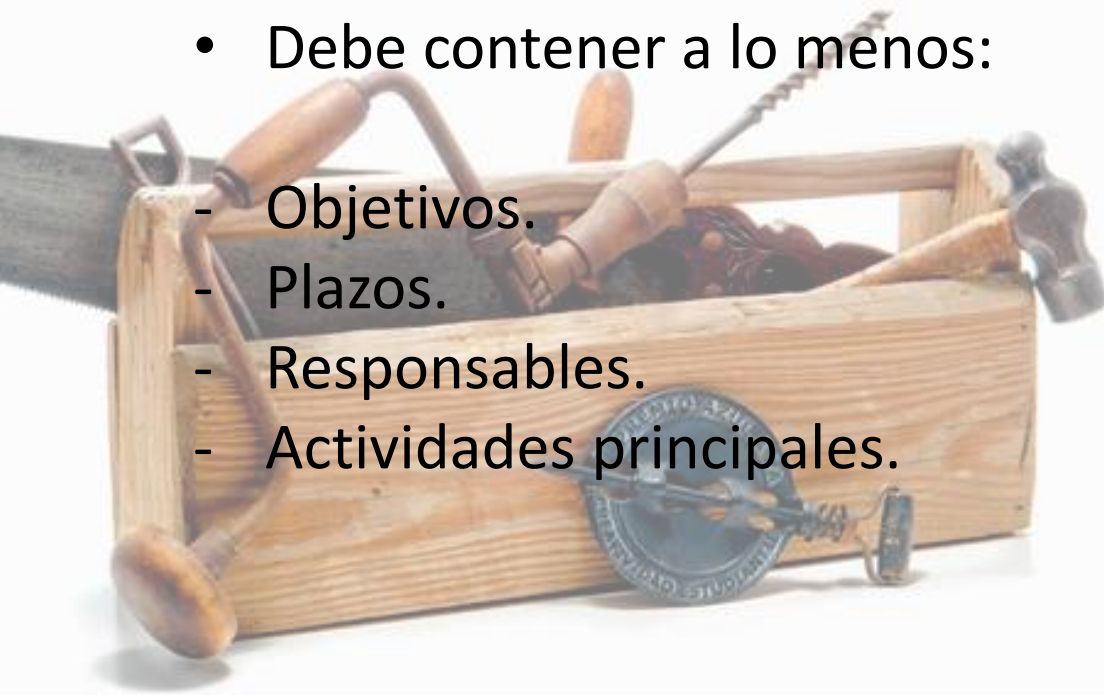 • Debe contener a lo menos:
- Objetivos.
- Plazos.
- Responsables.
- Actividades principales.